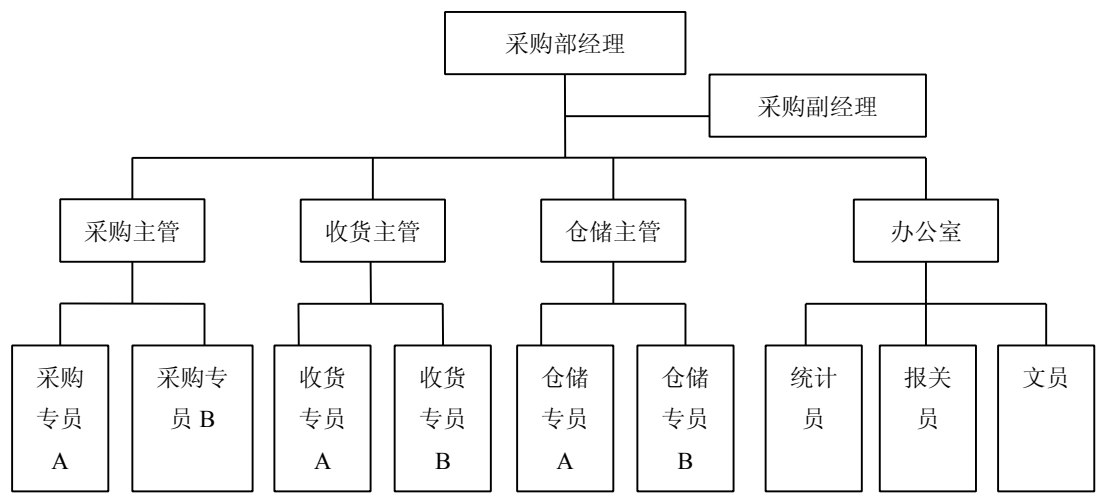 采购部经理
采购副经理
采购主管
收货主管
仓储主管
办公室
采购
专员
A
采购专
员 B
收货
专员
A
收货
专员
B
仓储
专员
A
仓储
专员
B
统计
员
报关
员
文员